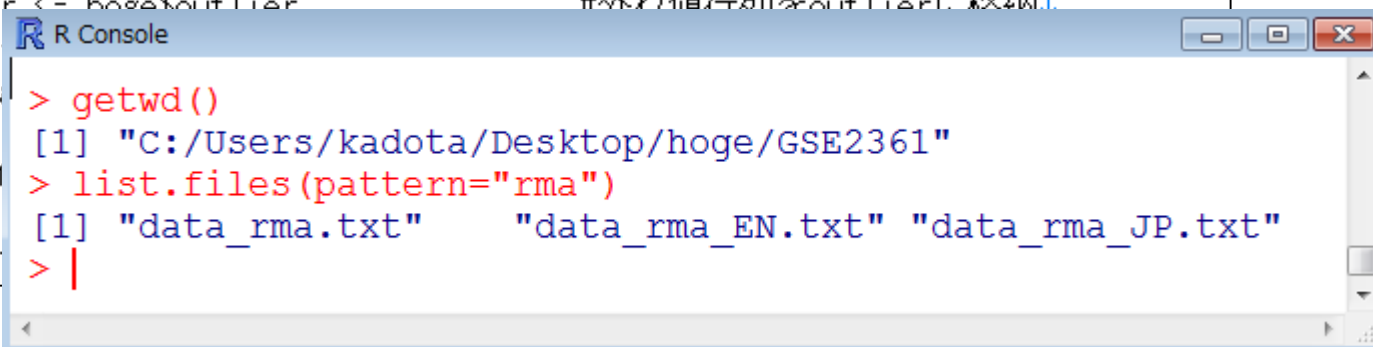 R Console
> getwd()
[1] "C:/Users/kadota/Desktop/hoge/GSE2361"
> list.files(pattern="rma")
[1] "data_rma.txt"    "data_rma_EN.txt" "data_rma_JP.txt"
>